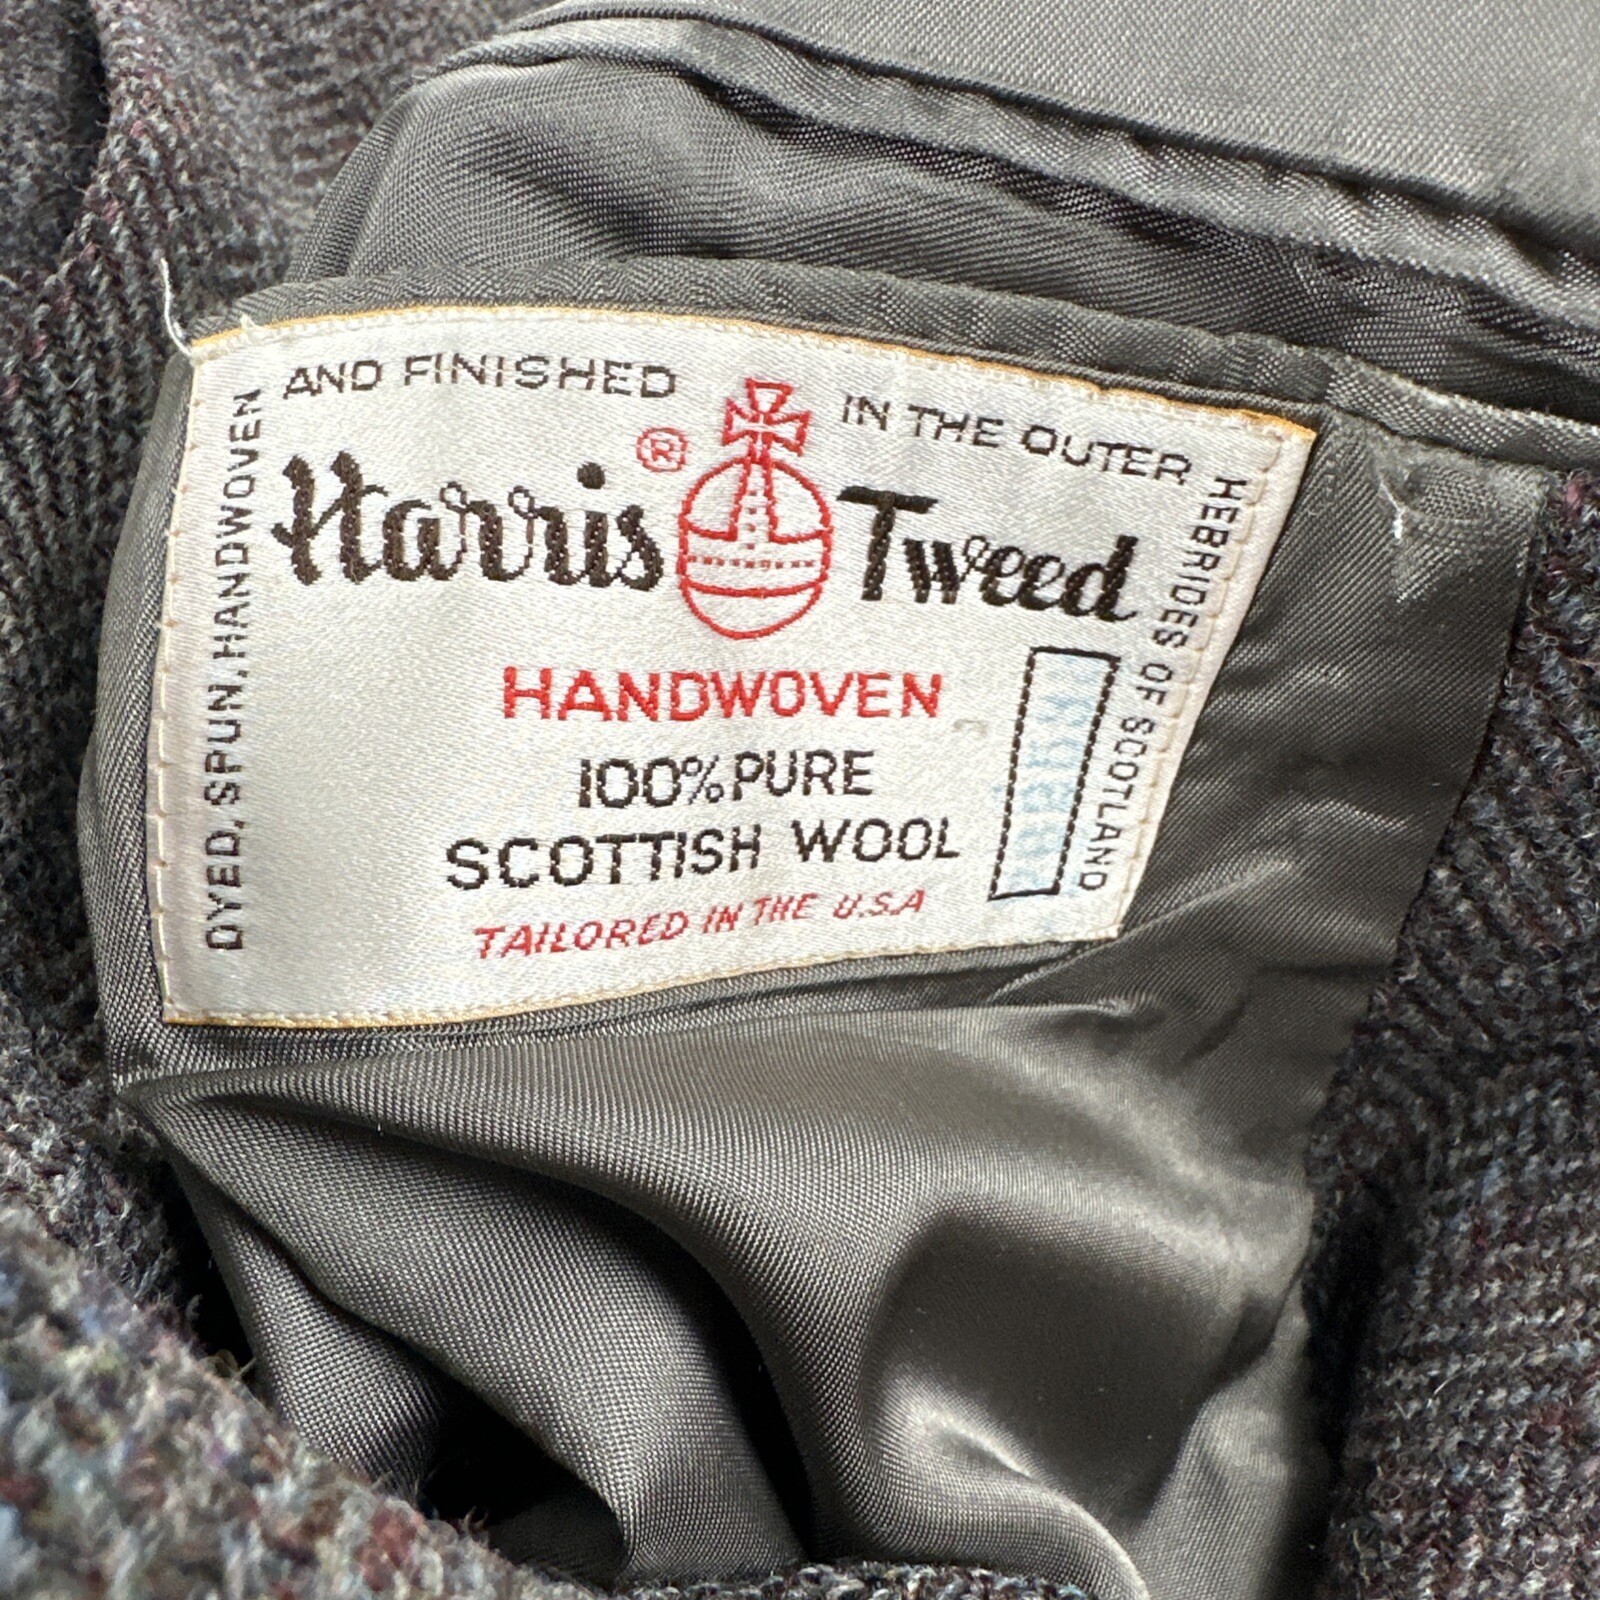 DYED, SPUN, HANDWOVEN
AND FINISHED
IN THE OUTER
HEBRIDES OF SCOTLAND
Harris ® Tweed
HANDWOVEN
100% PURE
SCOTTISH WOOL
TAILORED IN THE U.S.A